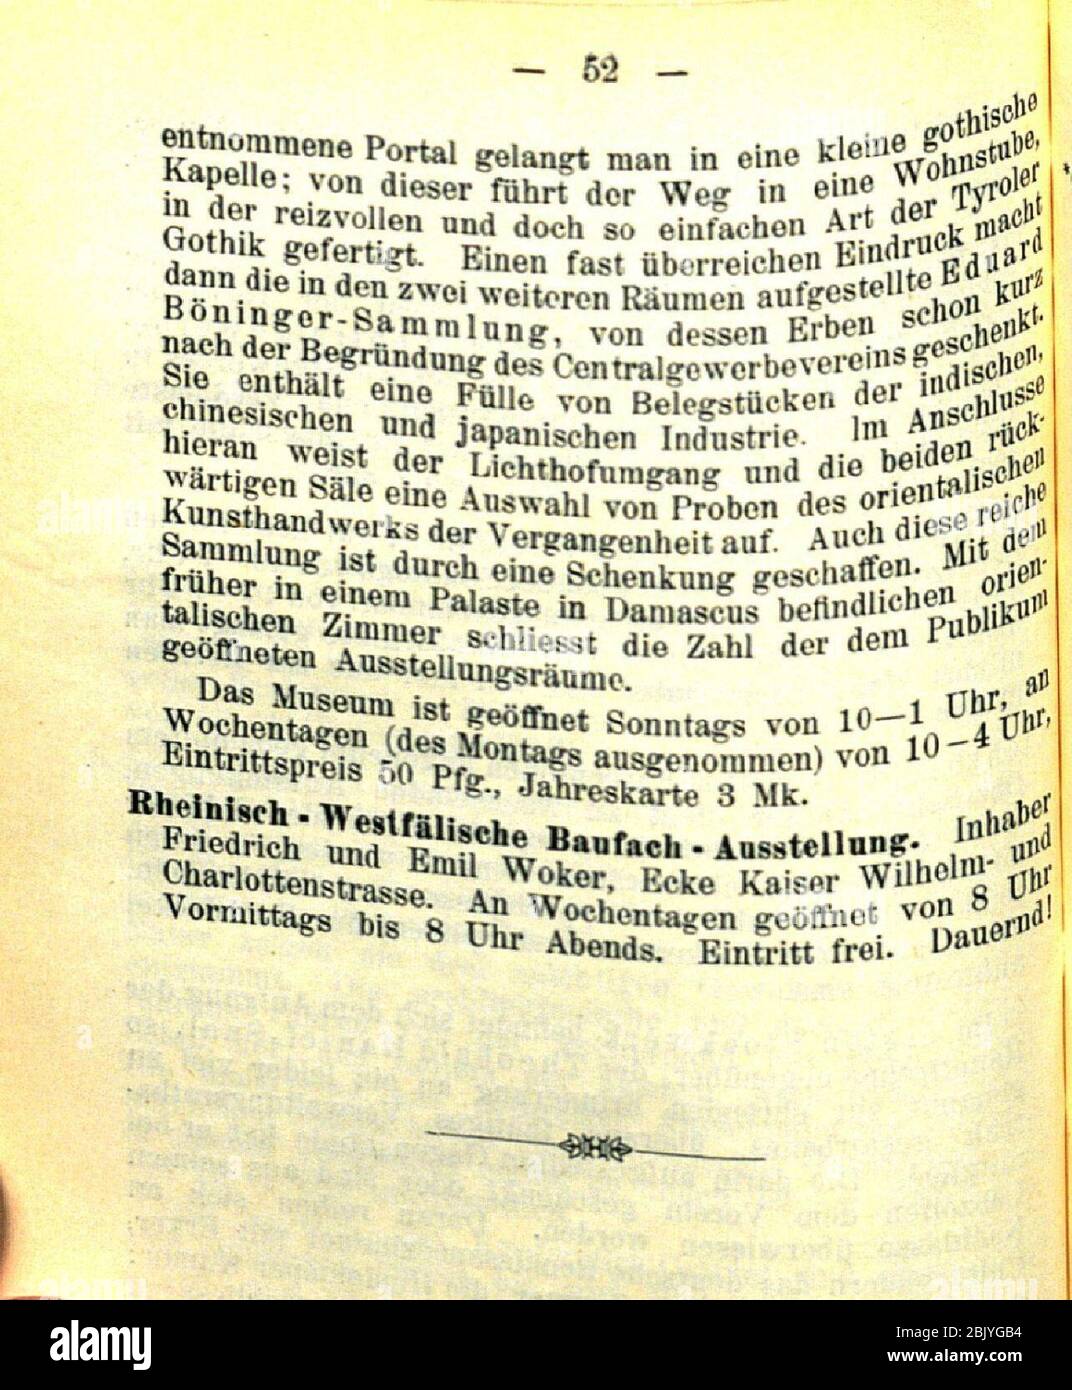 — 52 —
entnommene Portal gelangt man in eine kleine gothische
Kapelle; von dieser führt der Weg in eine Wohnstube,
in der reizvollen und doch so einfachen Art der Tyroler
Gothik gefertigt. Einen fast überreichen Eindruck macht
dann die in den zwei weiteren Räumen aufgestellte Eduard
Böninger-Sammlung, von dessen Erben schon kurz
nach der Begründung des Centralgewerbevereins geschenkt.
Sie enthält eine Fülle von Belegstücken der indischen,
chinesischen und japanischen Industrie. Im Anschlusse
hieran weist der Lichthofumgang und die beiden rück-
wärtigen Säle eine Auswahl von Proben des orientalischen
Kunsthandwerks der Vergangenheit auf. Auch diese reiche
Sammlung ist durch eine Schenkung geschaffen. Mit dem
früher in einem Palaste in Damascus befindlichen orien-
talischen Zimmer schliesst die Zahl der dem Publikum
geöffneten Ausstellungsräume.
Das Museum ist geöffnet Sonntags von 10—1 Uhr, an
Wochentagen (des Montags ausgenommen) von 10-4 Uhr,
Eintrittspreis 50 Pfg., Jahreskarte 3 Mk.
Rheinisch-Westfälische Baufach-Ausstellung. Inhaber
Friedrich und Emil Woker, Ecke Kaiser Wilhelm- und
Charlottenstrasse. An Wochentagen geöffnet von 8 Uhr
Vormittags bis 8 Uhr Abends. Eintritt frei. Dauernd!
alamy
Image ID: 2BJYGB4
www.alamy.com